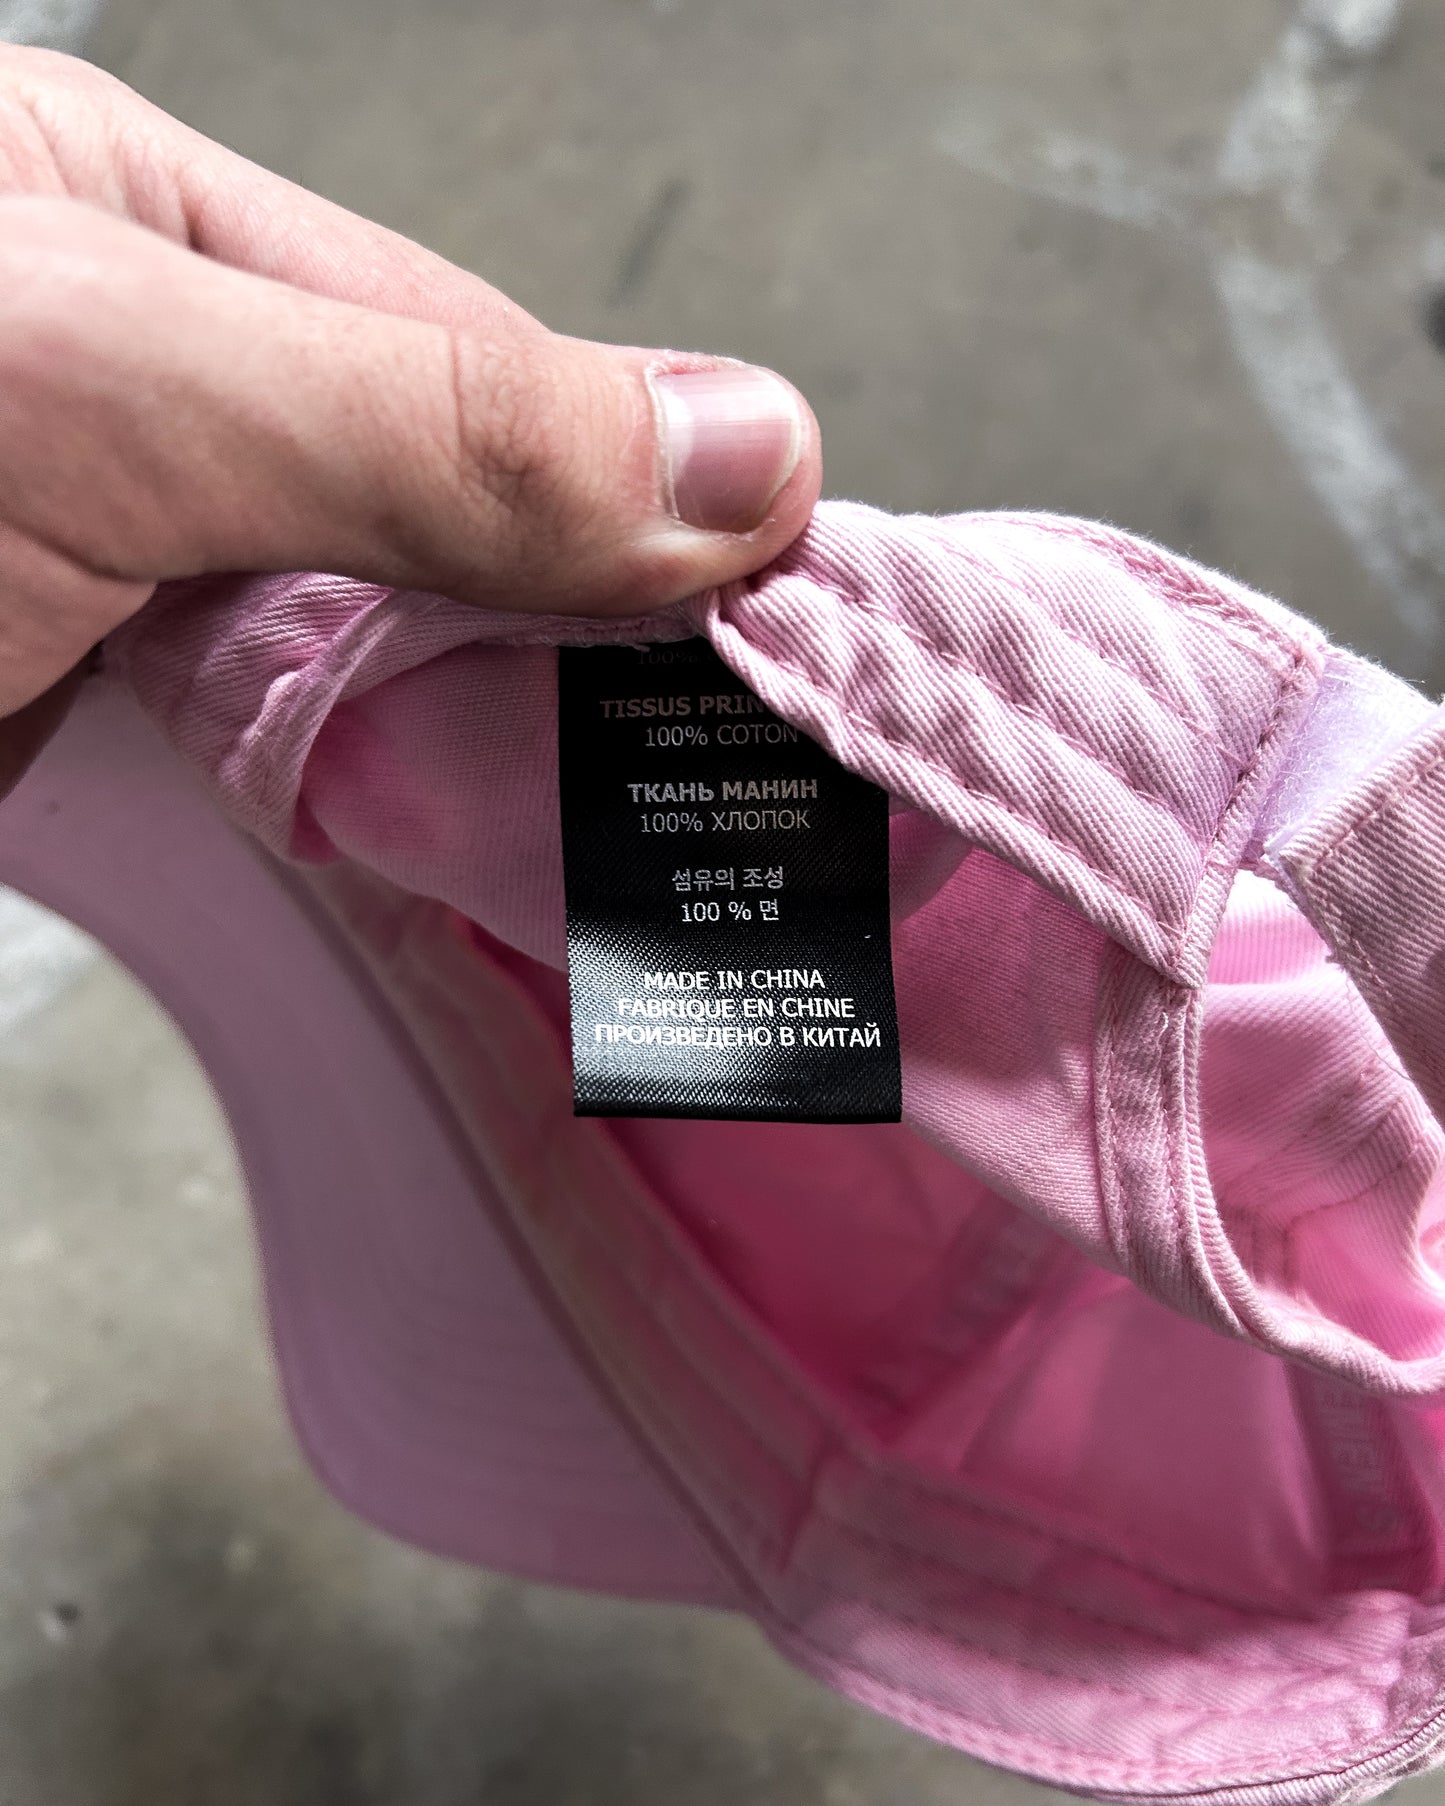 100%
TISSUS
100% COTON
ТКАНЬ МАНИН
100% ХЛОПОК
섬유의 조성
100 % 면
MADE IN CHINA
FABRIQUE EN CHINE
ПРОИЗВЕДЕНО В КИТАЙ